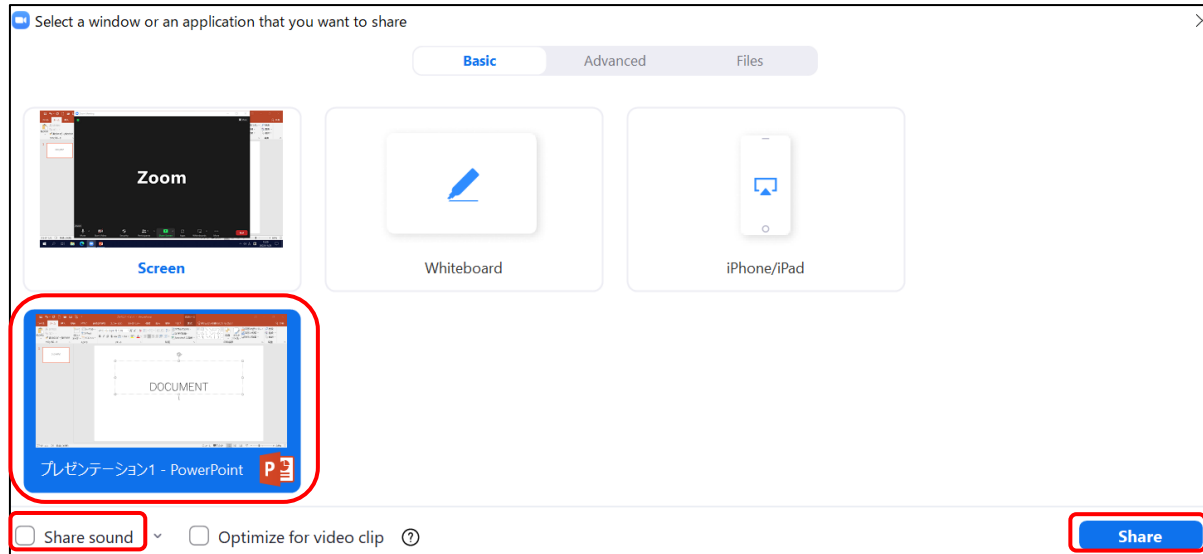 Select a window or an application that you want to share
Basic Advanced Files
Zoom
Screen
Whiteboard
iPhone/iPad
DOCUMENT
プレゼンテーション1 - PowerPoint
P
Share sound
Optimize for video clip
?
Share